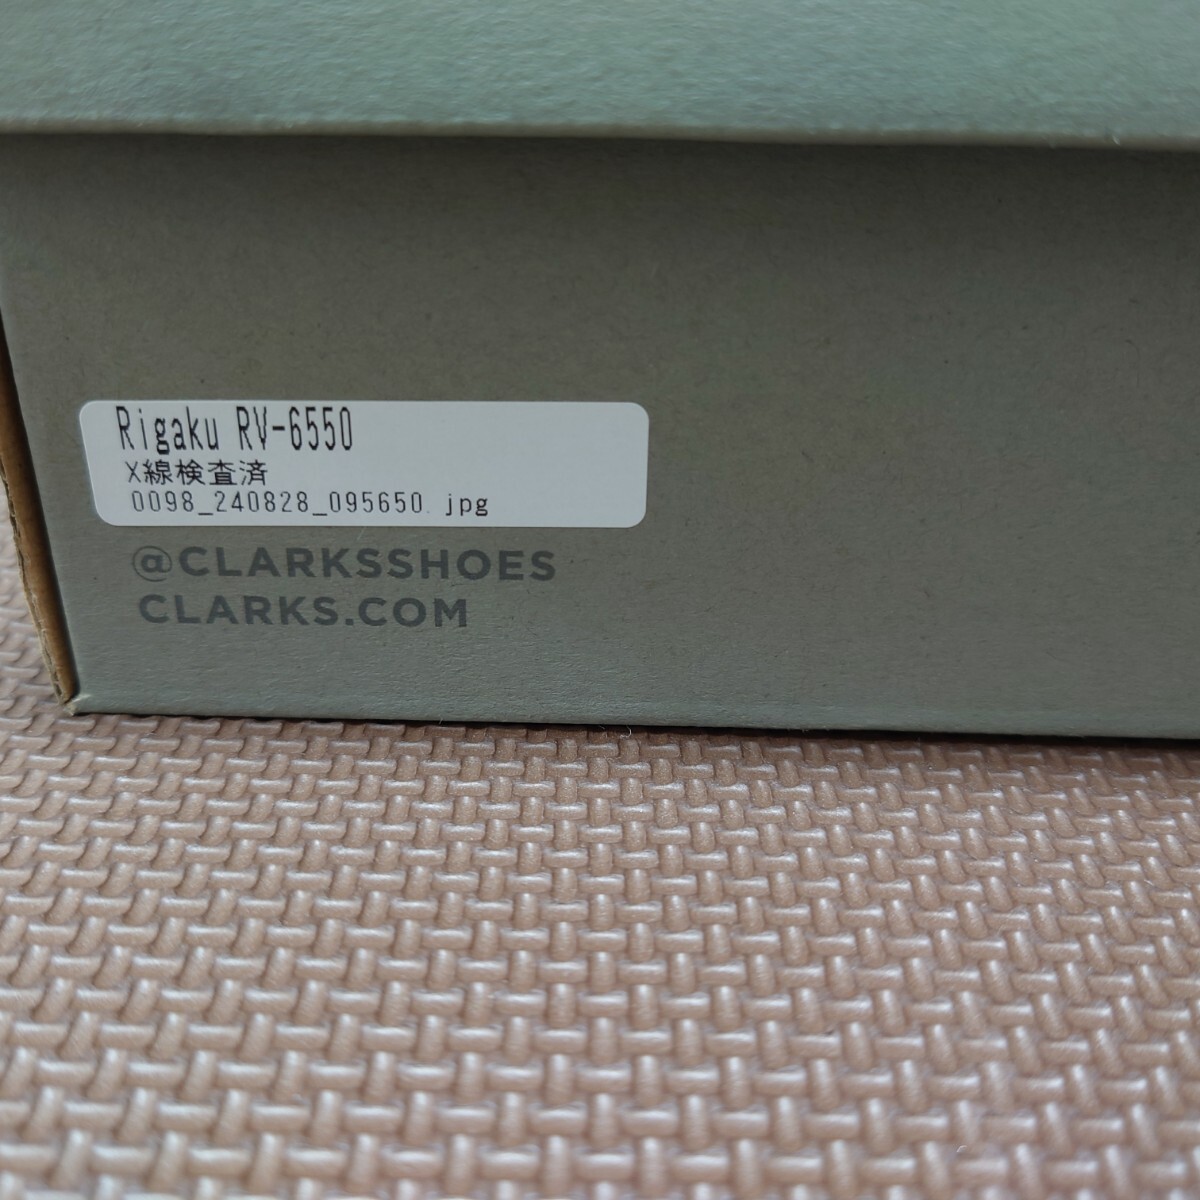 Rigaku RV-6550
X線検査済
0098_240828_095650.jpg
@CLARKSSHOES
CLARKS.COM